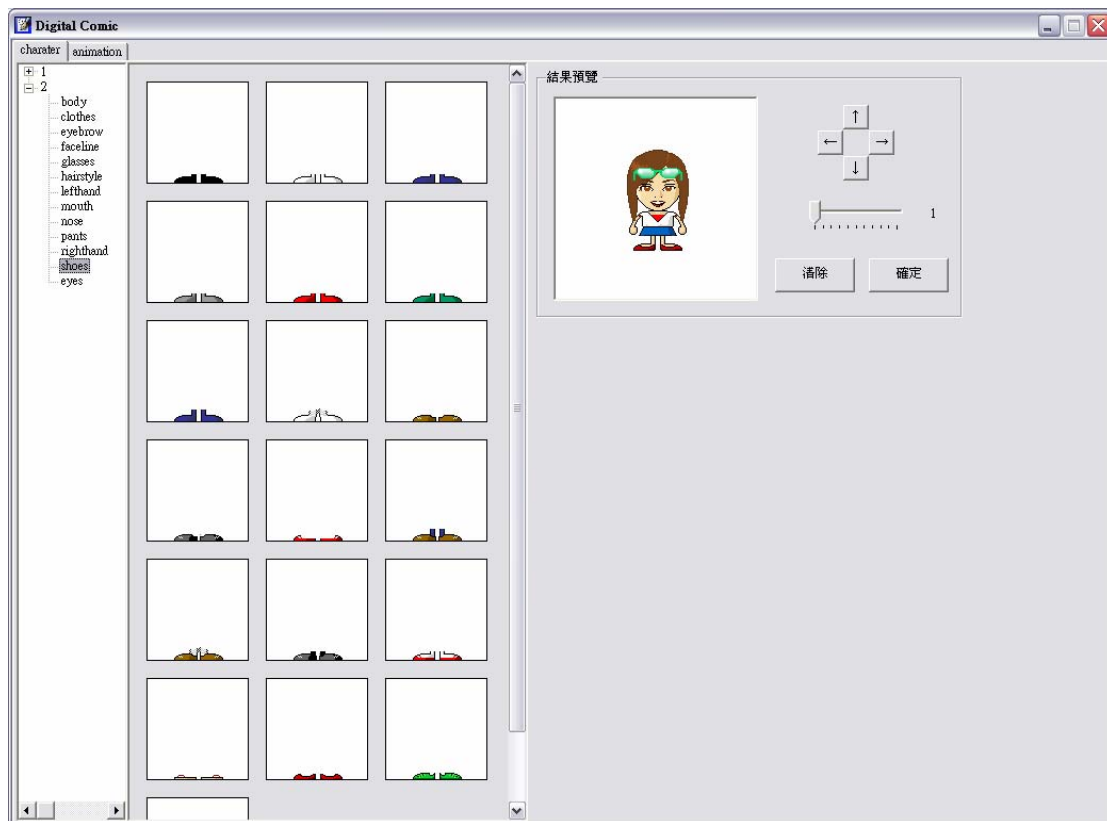 Digital Comic
charater animation
1
2
body
clothes
eyebrow
faceline
glasses
hairstyle
lefthand
mouth
nose
pants
righthand
shoes
eyes
結果預覽
↑
← →
↓
1
清除 確定